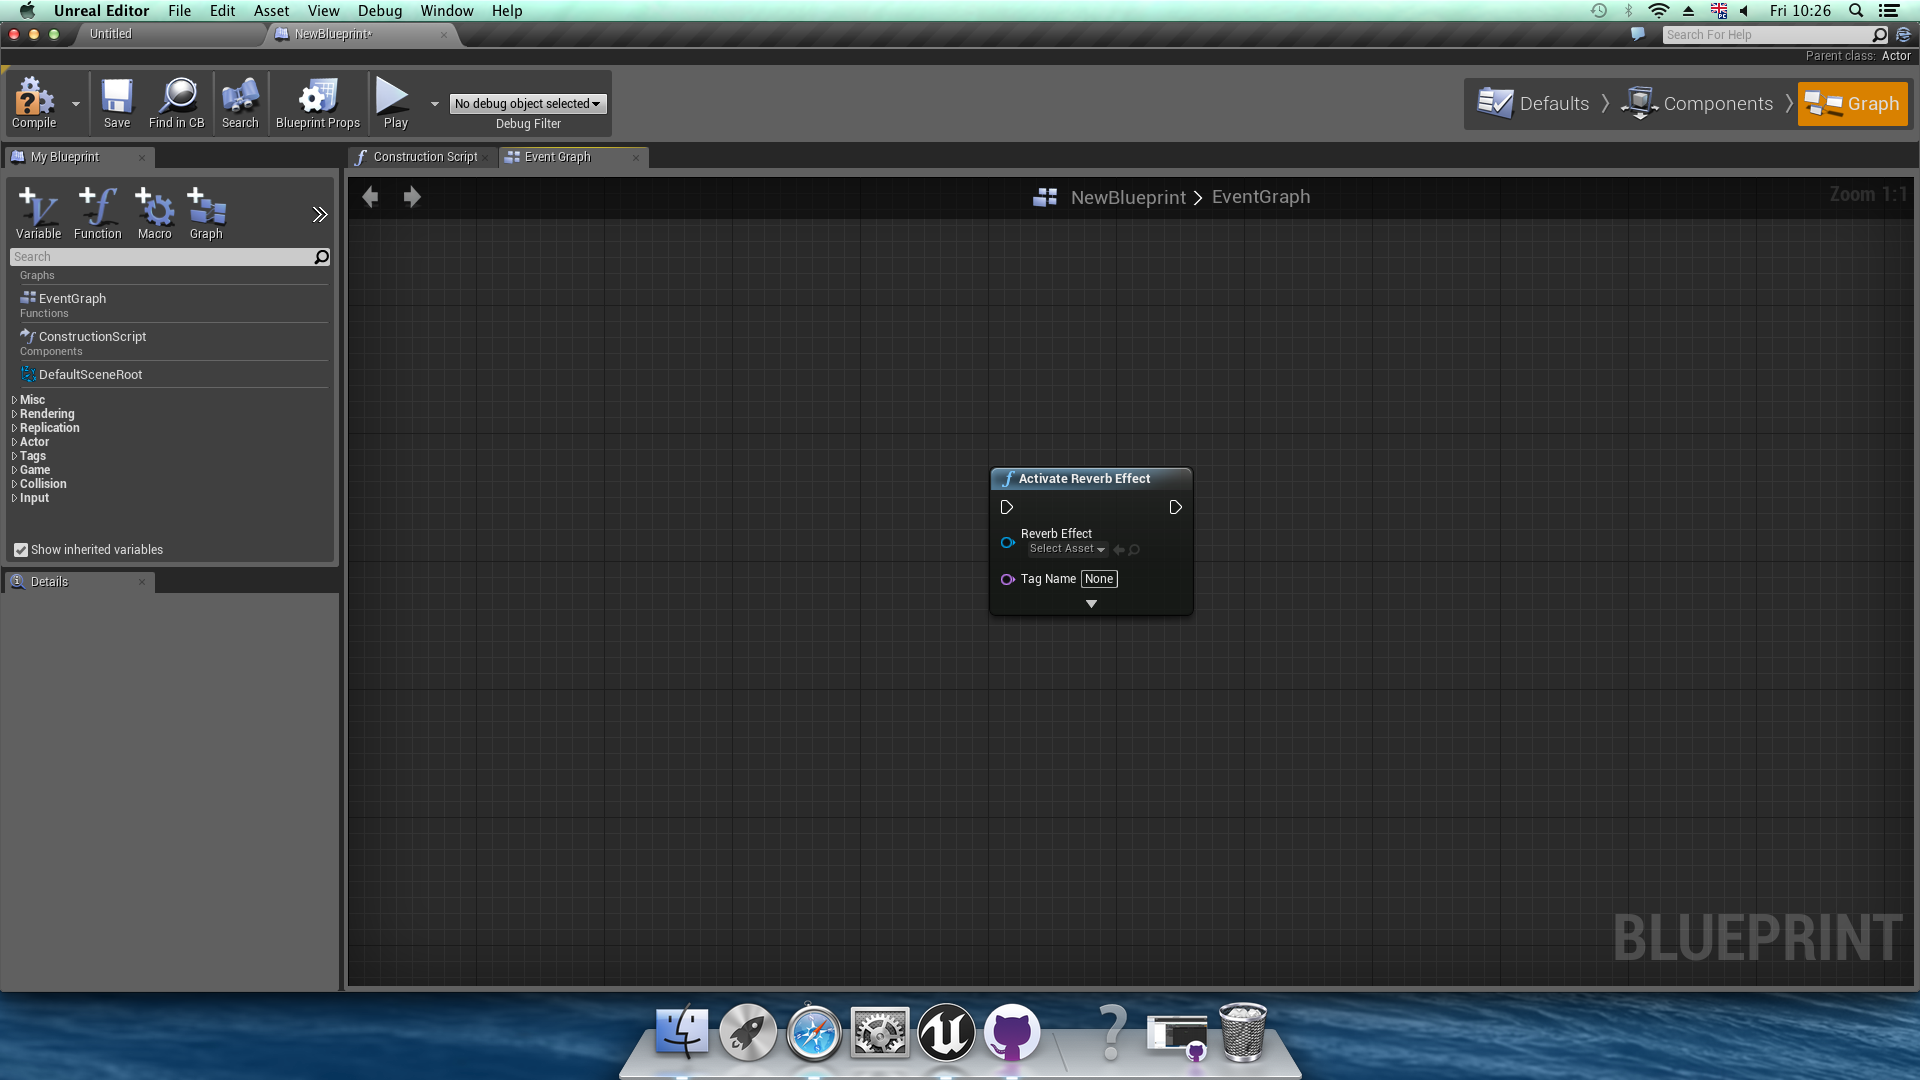 Unreal Editor File Edit Asset View Debug Window Help Fri 10:26
Untitled NewBlueprint* Search For Help
Parent class: Actor
Compile Save Find in CB Search Blueprint Props Play
No debug object selected
Debug Filter
Defaults Components Graph
My Blueprint
Construction Script Event Graph
NewBlueprint > EventGraph Zoom 1:1
Variable Function Macro Graph
Search
Graphs
EventGraph
Functions
ConstructionScript
Components
DefaultSceneRoot
Misc
Rendering
Replication
Actor
Tags
Game
Collision
Input
Show inherited variables
Details
Activate Reverb Effect
Reverb Effect
Select Asset
Tag Name None
BLUEPRINT